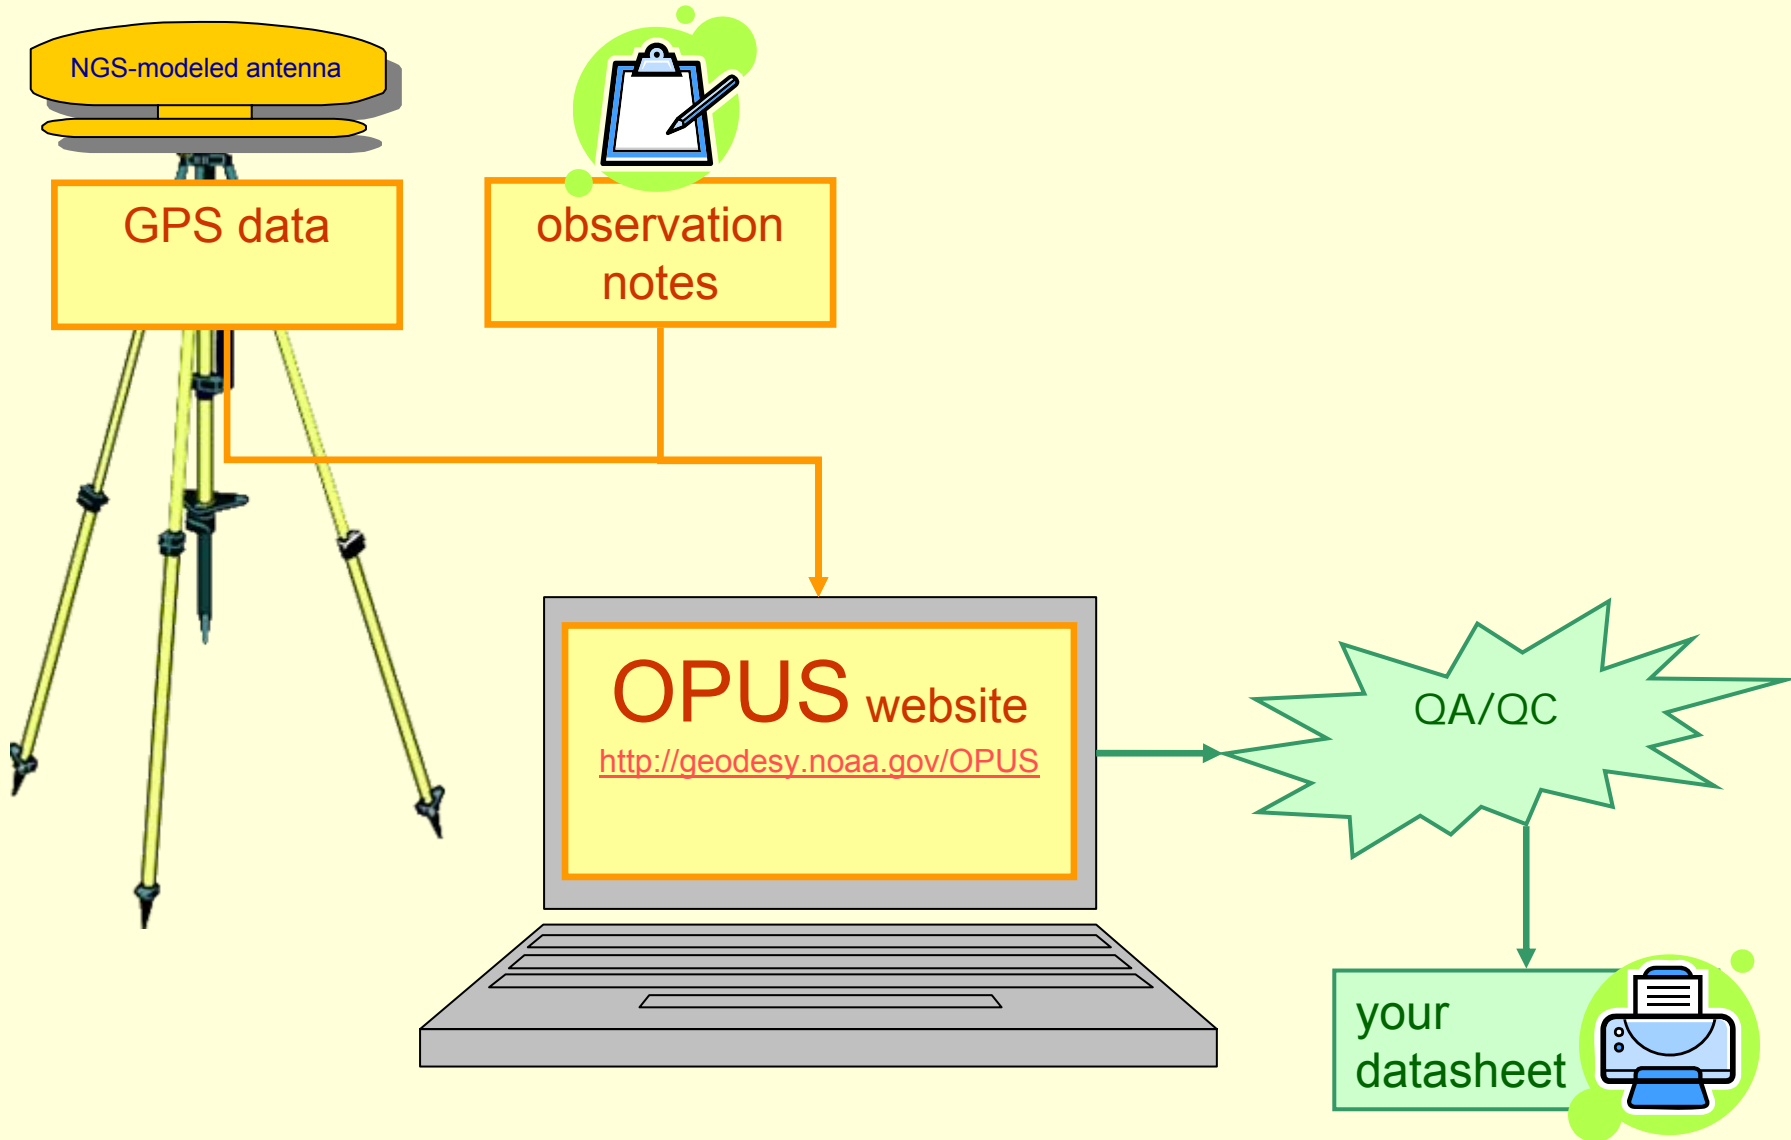 NGS-modeled antenna
GPS data
observation
notes
OPUS website
http://geodesy.noaa.gov/OPUS
QA/QC
your
datasheet